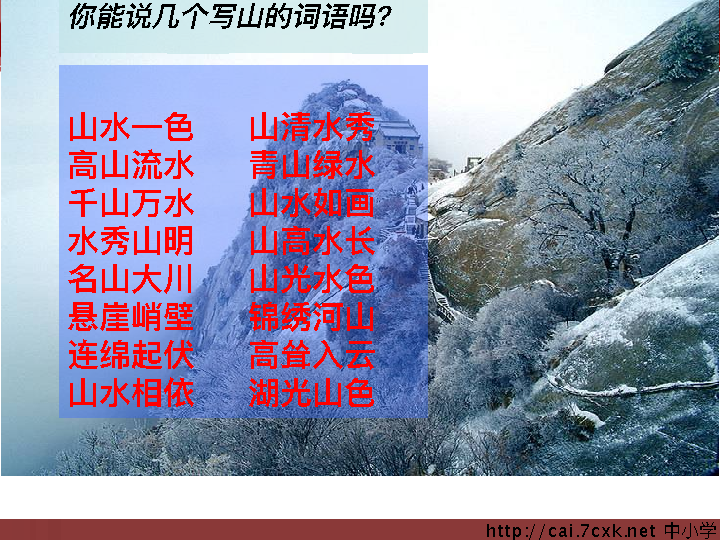 你能说几个写山的词语吗?
山水一色 山清水秀
高山流水 青山绿水
千山万水 山水如画
水秀山明 山高水长
名山大川 山光水色
悬崖峭壁 锦绣河山
连绵起伏 高耸入云
山水相依 湖光山色
http://cai.7cxk.net 中小学